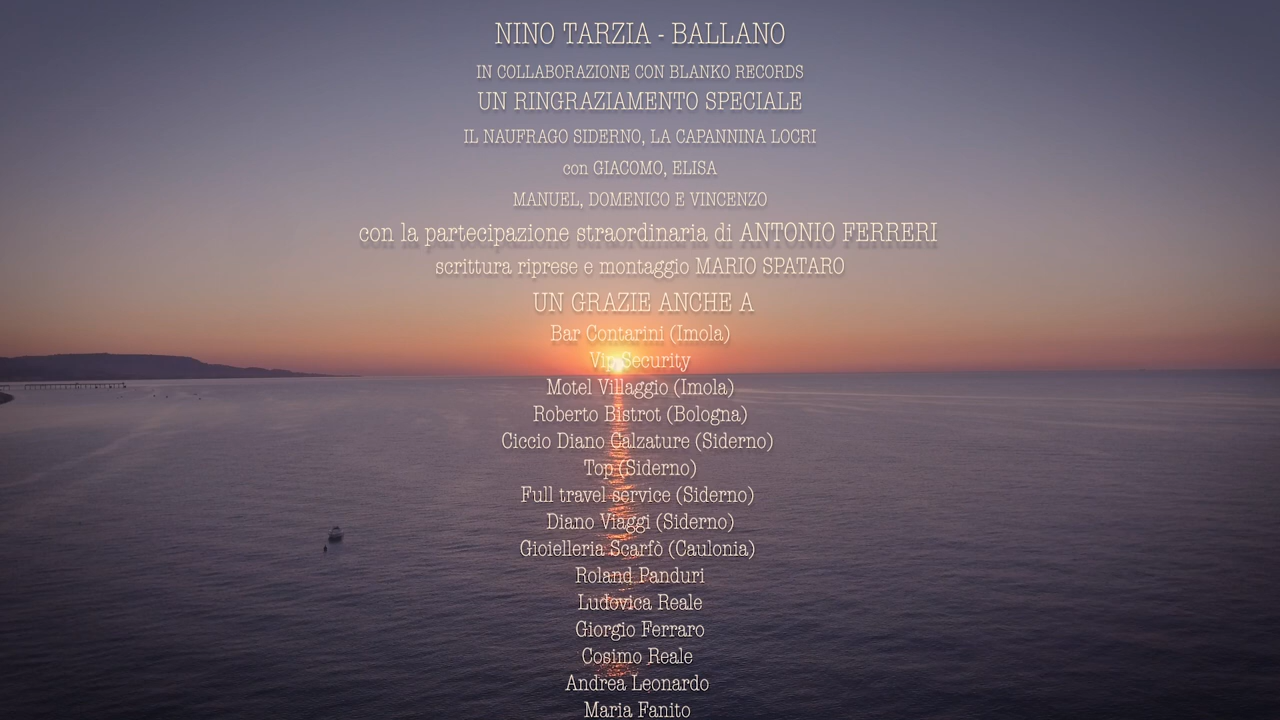 NINO TARZIA - BALLANO
IN COLLABORAZIONE CON BLANKO RECORDS
UN RINGRAZIAMENTO SPECIALE
IL NAUFRAGO SIDERNO, LA CAPANNINA LOCRI
con GIACOMO, ELISA
MANUEL, DOMENICO E VINCENZO
con la partecipazione straordinaria di ANTONIO FERRERI
scrittura riprese e montaggio MARIO SPATARO
UN GRAZIE ANCHE A
Bar Contarini (Imola)
Vip Security
Motel Villaggio (Imola)
Roberto Bistrot (Bologna)
Ciccio Diano Calzature (Siderno)
Top (Siderno)
Full travel service (Siderno)
Diano Viaggi (Siderno)
Gioielleria Scarfò (Caulonia)
Roland Panduri
Ludovica Reale
Giorgio Ferraro
Cosimo Reale
Andrea Leonardo
Maria Fanito